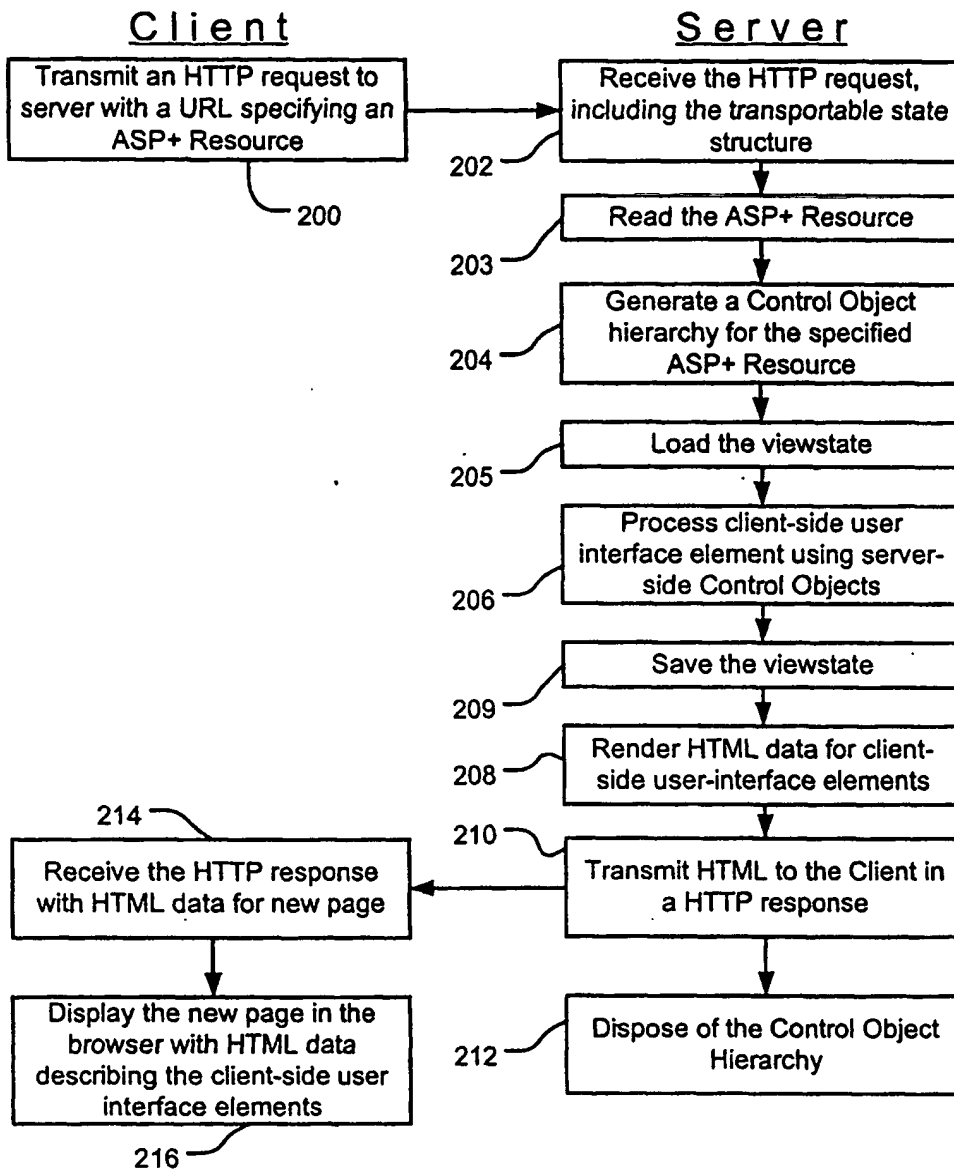 Client
Server
Transmit an HTTP request to
server with a URL specifying an
ASP+ Resource
200
Receive the HTTP request,
including the transportable state
structure
202
Read the ASP+ Resource
203
Generate a Control Object
hierarchy for the specified
ASP+ Resource
204
Load the viewstate
205
Process client-side user
interface element using server-
side Control Objects
206
Save the viewstate
209
Render HTML data for client-
side user-interface elements
208
214
Receive the HTTP response
with HTML data for new page
210
Transmit HTML to the Client in
a HTTP response
Display the new page in the
browser with HTML data
describing the client-side user
interface elements
216
Dispose of the Control Object
Hierarchy
212